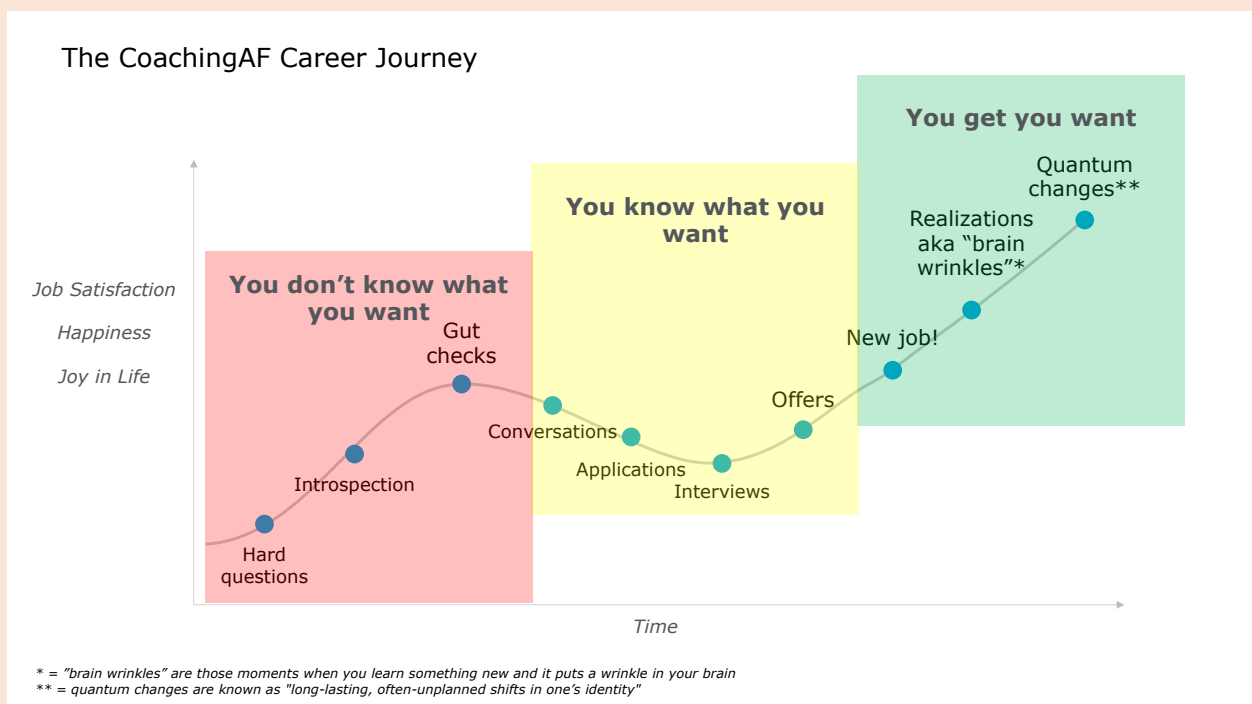 The CoachingAF Career Journey
You get you want
Quantum
changes**
You know what you
want
Realizations
aka “brain
wrinkles”*
You don’t know what
you want
Job Satisfaction
Happiness
Joy in Life
Gut
checks
New job!
Offers
Conversations
Applications
Interviews
Introspection
Hard
questions
Time
* = ”brain wrinkles” are those moments when you learn something new and it puts a wrinkle in your brain
** = quantum changes are known as "long-lasting, often-unplanned shifts in one’s identity"